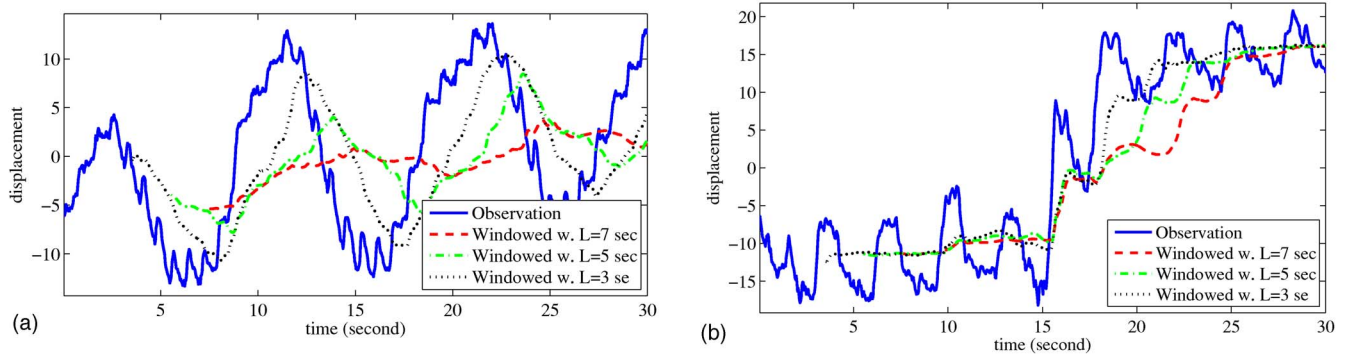 10
5
0
−5
−10
displacement
Observation
Windowed w. L=7 sec
Windowed w. L=5 sec
Windowed w. L=3 se
5
10
15
20
25
30
time (second)
(a)
20
15
10
5
0
−5
−10
−15
displacement
Observation
Windowed w. L=7 sec
Windowed w. L=5 sec
Windowed w. L=3 se
5
10
15
20
25
30
time (second)
(b)